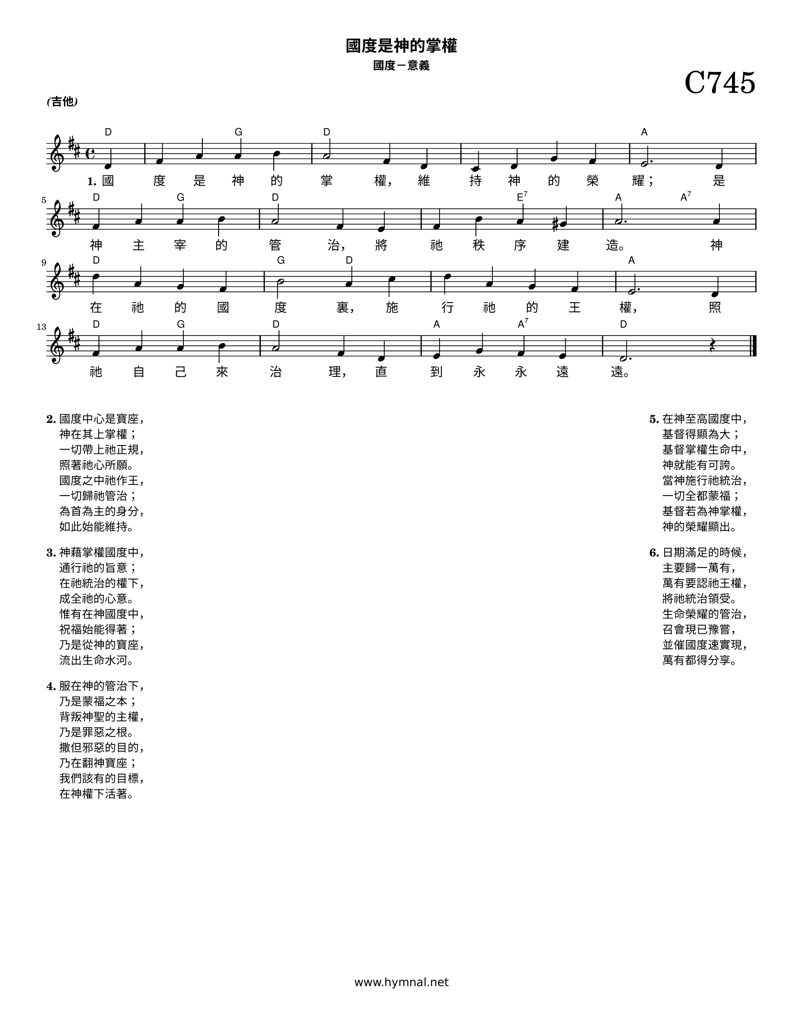 國度是神的掌權
國度－意義
C745
(吉他)
D G D A
1. 國 度 是 神 的 掌 權， 維 持 神 的 榮 耀； 是
5 D G D E7 A A7
神 主 宰 的 管 治， 將 祂 秩 序 建 造。 神
9 D G D A
在 祂 的 國 度 裏， 施 行 祂 的 王 權， 照
13 D G D A A7 D
祂 自 己 來 治 理， 直 到 永 永 遠 遠。
2. 國度中心是寶座，
神在其上掌權；
一切帶上祂正規，
照著祂心所願。
國度之中祂作王，
一切歸祂管治；
為首為主的身分，
如此始能維持。
3. 神藉掌權國度中，
通行祂的旨意；
在祂統治的權下，
成全祂的心意。
惟有在神國度中，
祝福始能得著；
乃是從神的寶座，
流出生命水河。
4. 服在神的管治下，
乃是蒙福之本；
背叛神聖的主權，
乃是罪惡之根。
撒但邪惡的目的，
乃在翻神寶座；
我們該有的目標，
在神權下活著。
5. 在神至高國度中，
基督得顯為大；
基督掌權生命中，
神就能有可誇。
當神施行祂統治，
一切全都蒙福；
基督若為神掌權，
神的榮耀顯出。
6. 日期滿足的時候，
主要歸一萬有，
萬有要認祂王權，
將祂統治領受。
生命榮耀的管治，
召會現已豫嘗，
並催國度速實現，
萬有都得分享。
www.hymnal.net